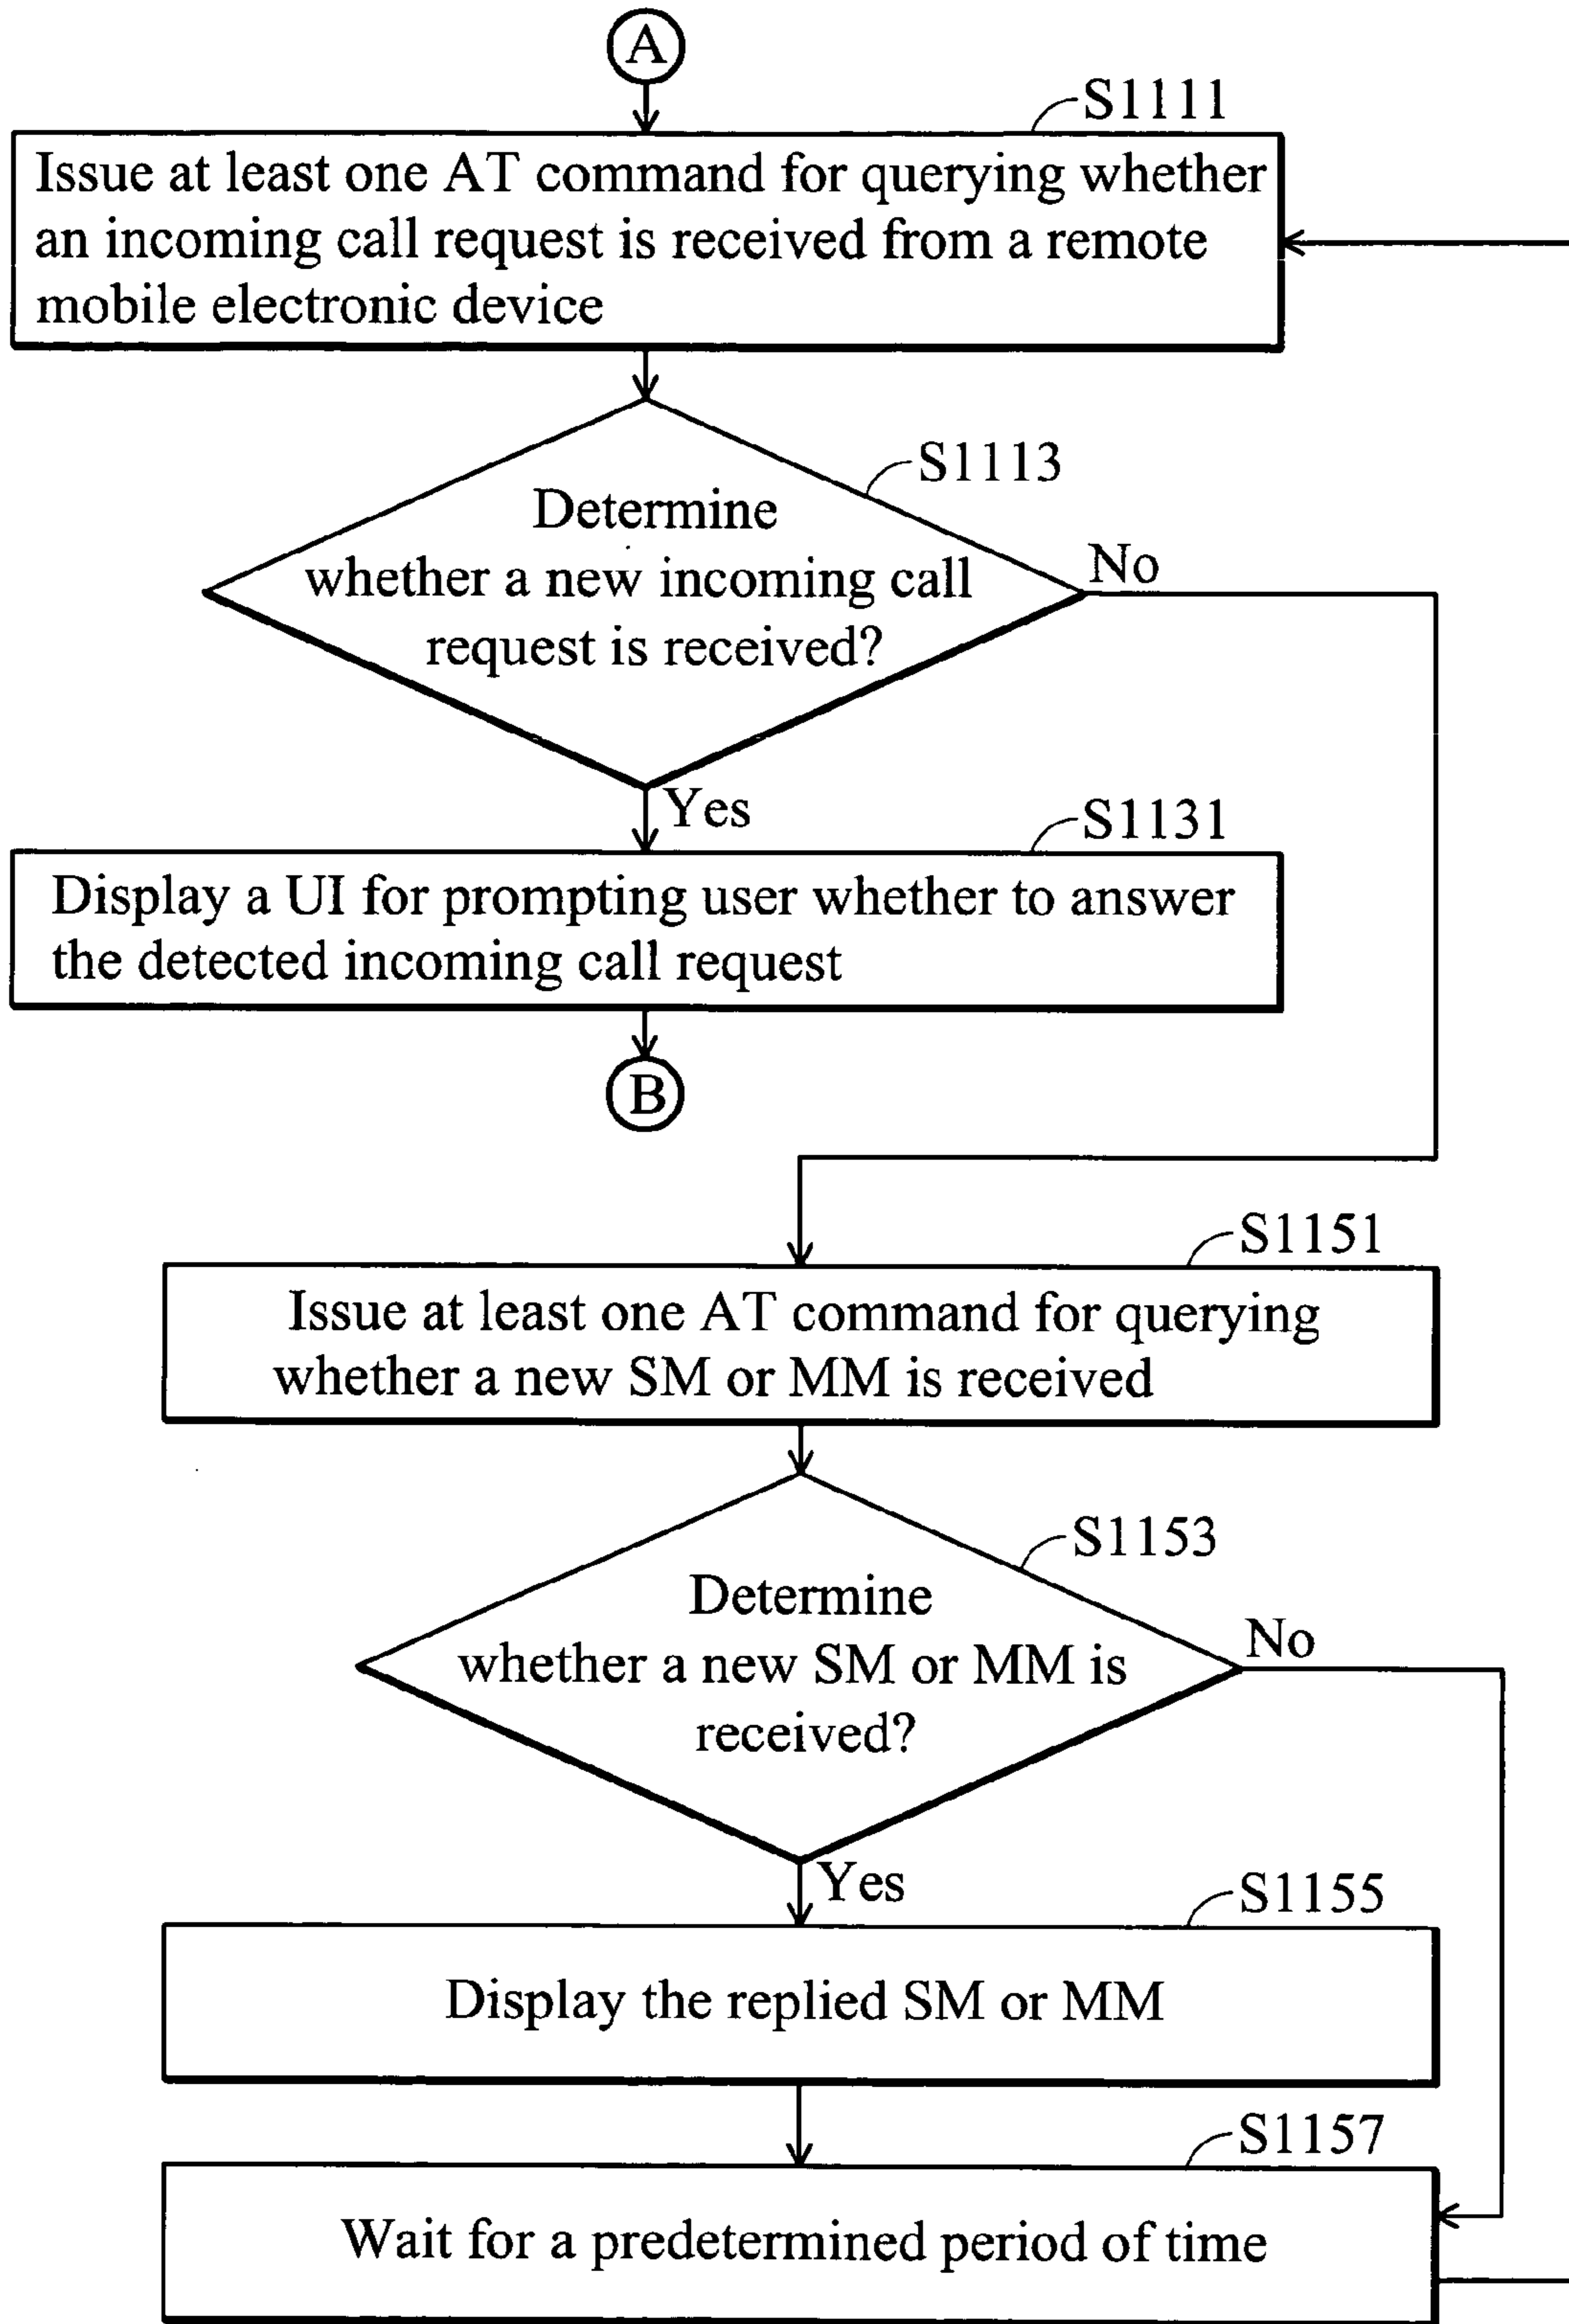 A
S1111
Issue at least one AT command for querying whether
an incoming call request is received from a remote
mobile electronic device
S1113
Determine
whether a new incoming call
request is received?
No
Yes
S1131
Display a UI for prompting user whether to answer
the detected incoming call request
B
S1151
Issue at least one AT command for querying
whether a new SM or MM is received
S1153
Determine
whether a new SM or MM is
received?
No
Yes
S1155
Display the replied SM or MM
S1157
Wait for a predetermined period of time